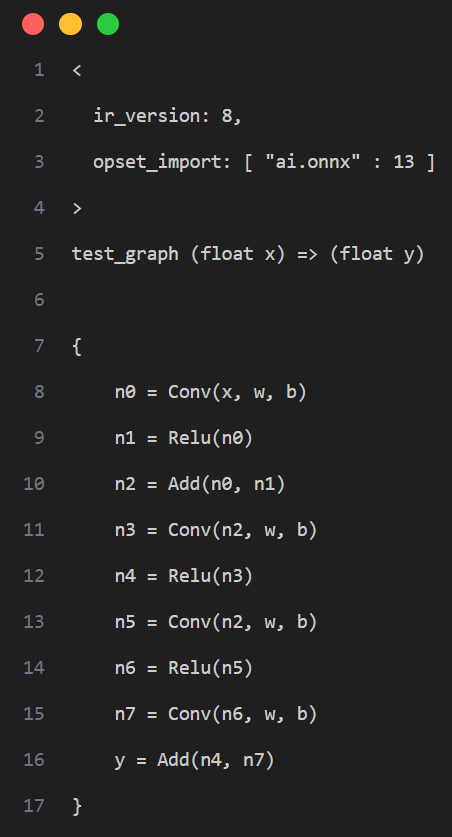 1 <
2 ir_version: 8,
3 opset_import: [ "ai.onnx" : 13 ]
4 >
5 test_graph (float x) => (float y)
6
7 {
8 n0 = Conv(x, w, b)
9 n1 = Relu(n0)
10 n2 = Add(n0, n1)
11 n3 = Conv(n2, w, b)
12 n4 = Relu(n3)
13 n5 = Conv(n2, w, b)
14 n6 = Relu(n5)
15 n7 = Conv(n6, w, b)
16 y = Add(n4, n7)
17 }